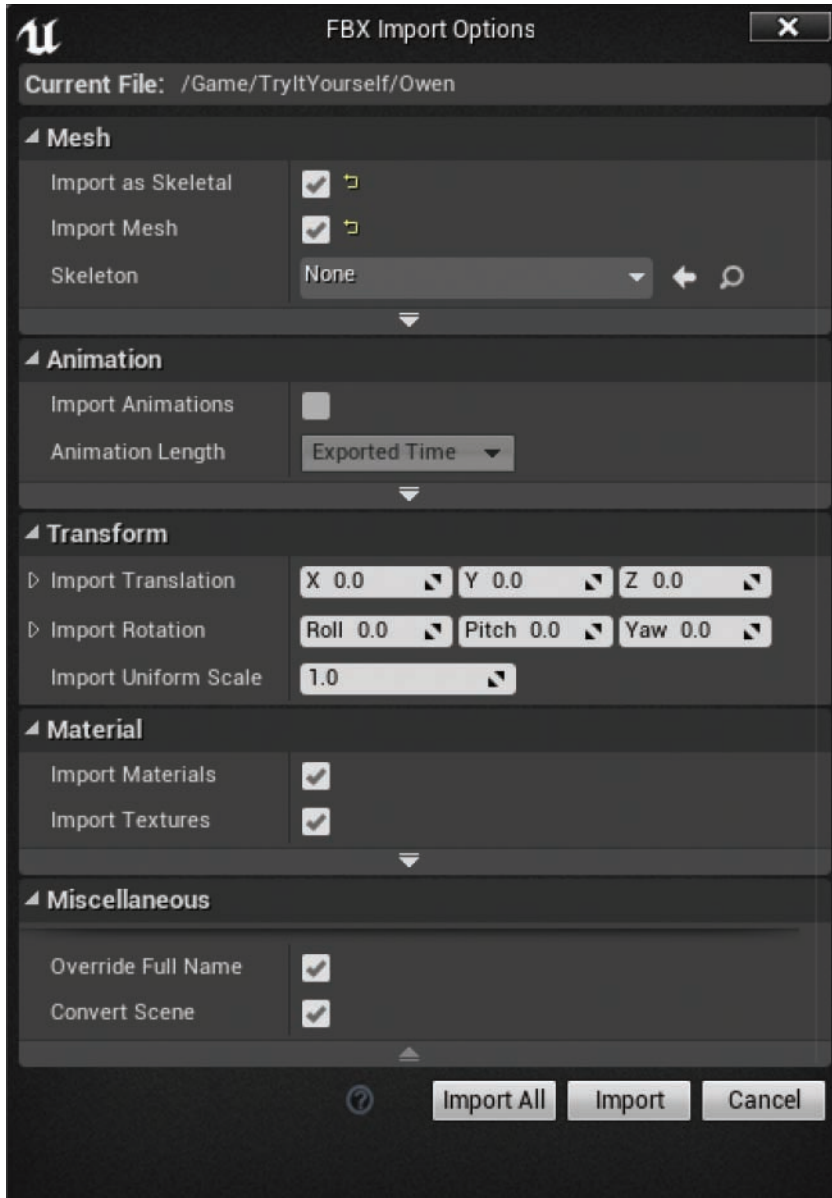 FBX Import Options
Current File: /Game/TryItYourself/Owen
Mesh
Import as Skeletal
Import Mesh
Skeleton None
Animation
Import Animations
Animation Length Exported Time
Transform
Import Translation X 0.0 Y 0.0 Z 0.0
Import Rotation Roll 0.0 Pitch 0.0 Yaw 0.0
Import Uniform Scale 1.0
Material
Import Materials
Import Textures
Miscellaneous
Override Full Name
Convert Scene
Import All Import Cancel